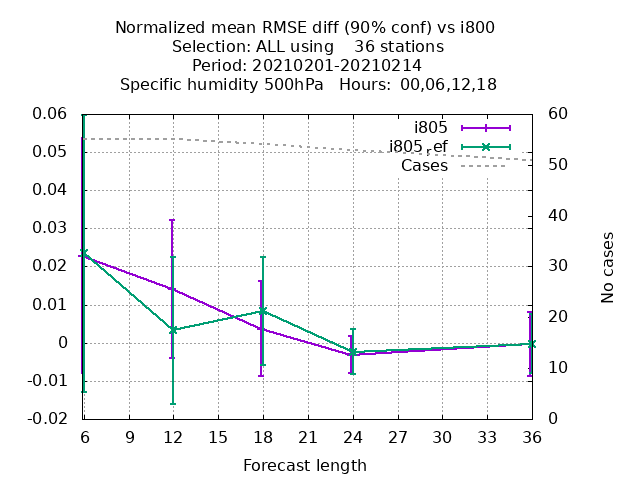 Normalized mean RMSE diff (90% conf) vs i800
Selection: ALL using    36 stations
Period: 20210201-20210214
Specific humidity 500hPa   Hours:  00,06,12,18
i805
i805_ef
Cases
0.06
0.05
0.04
0.03
0.02
0.01
0
-0.01
-0.02
60
50
40
30
20
10
0
No cases
6 9 12 15 18 21 24 27 30 33 36
Forecast length